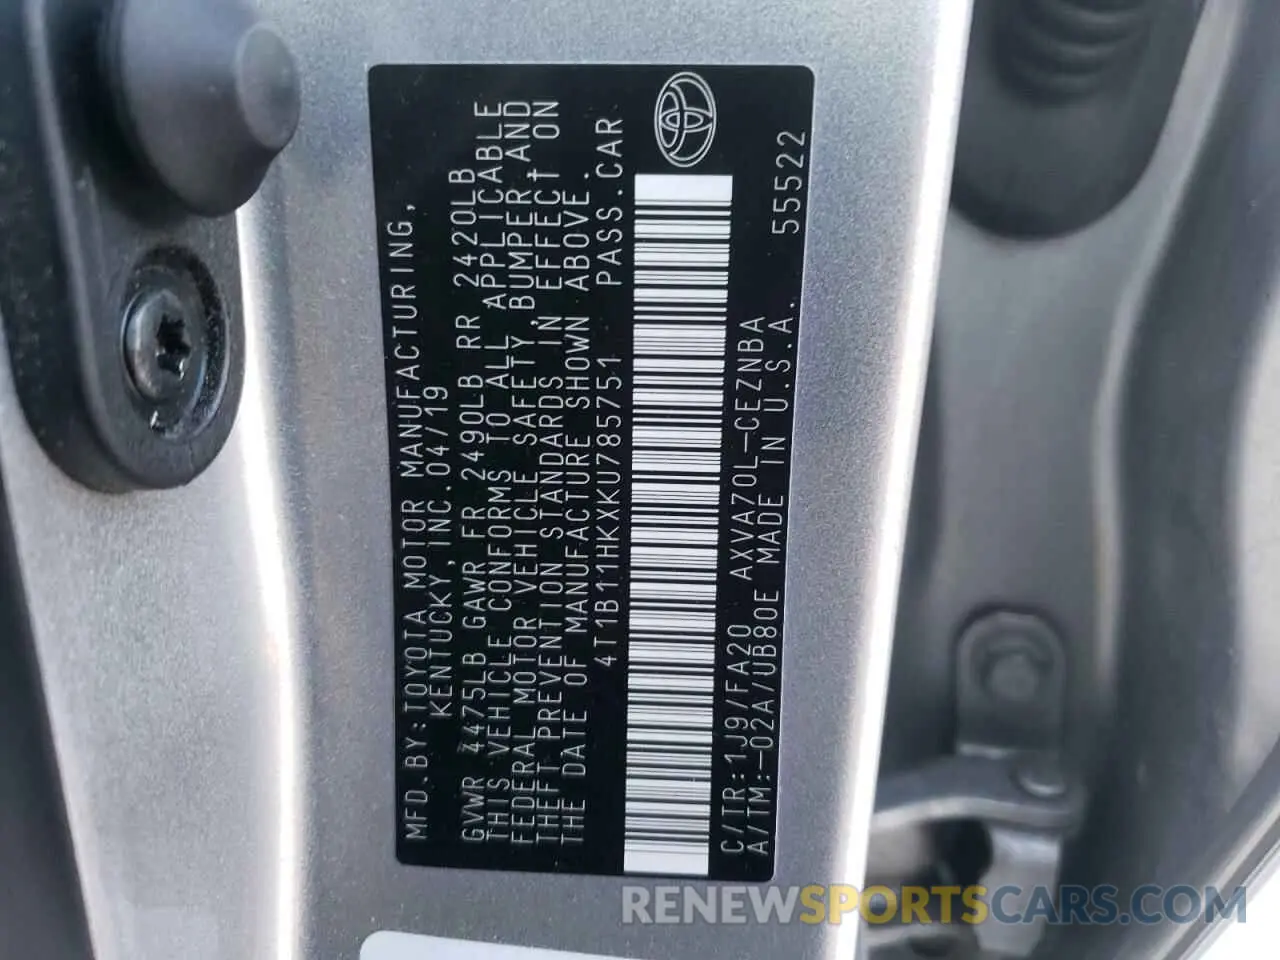 MFD.BY:TOYOTA MOTOR MANUFACTURING,
KENTUCKY,INC.04/19
GVWR 4475LB GAWR FR 2490LB RR 2420LB
THIS VEHICLE CONFORMS TO ALL APPLICABLE
FEDERAL MOTOR VEHICLE SAFETY,BUMPER,AND
THEFT PREVENTION STANDARDS IN EFFECT ON
THE DATE OF MANUFACTURE SHOWN ABOVE.
4T1B11HKXKU785751 PASS.CAR
C/TR:1J9/FA20 AXVA70L-CEZNBA
A/TM:-02A/UB80E MADE IN U.S.A.
55522
RENEWSPORTSCARS.COM